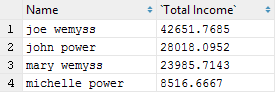 Name `Total Income`
1 joe wemyss 42651.7685
2 john power 28018.0952
3 mary wemyss 23985.7143
4 michelle power 8516.6667